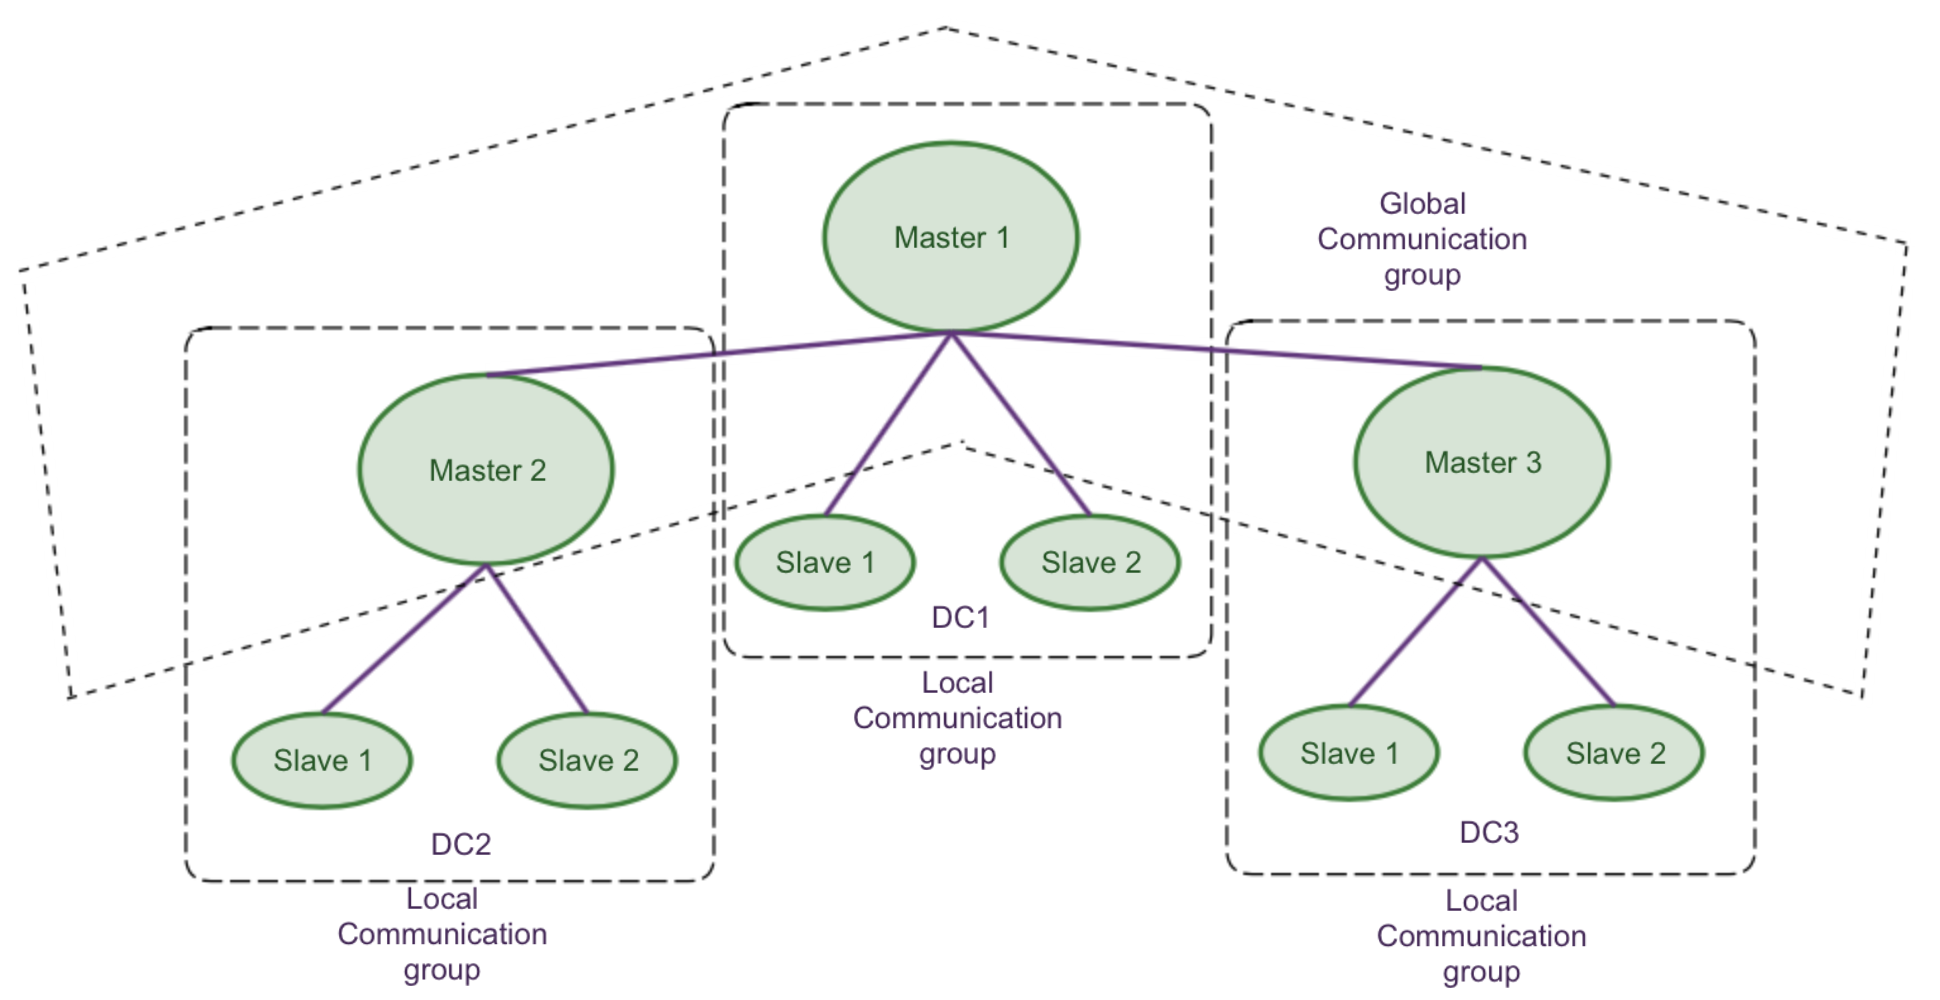 Master 1
Global
Communication
group
Master 2
Master 3
Slave 1
Slave 2
DC1
Local
Communication
group
Slave 1
Slave 2
DC2
Local
Communication
group
Slave 1
Slave 2
DC3
Local
Communication
group